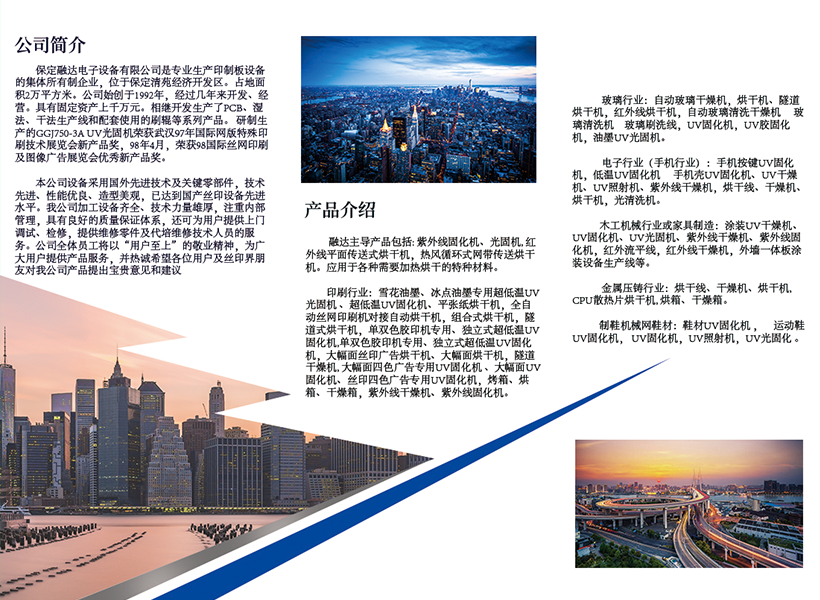 公司简介
保定融达电子设备有限公司是专业生产印制板设备
的集体所有制企业，位于保定清苑经济开发区。占地面
积2万平方米。公司始创于1992年，经过几年来开发、经
营。具有固定资产上千万元。相继开发生产了PCB、湿
法、干法生产线和配套使用的刷辊等系列产品。 研制生
产的GGJ750-3A UV光固机荣获武汉97年国际网版特殊印
刷技术展览会新产品奖，98年4月，荣获98国际丝网印刷
及图像广告展览会优秀新产品奖。
本公司设备采用国外先进技术及关键零部件，技术
先进、性能优良、造型美观，已达到国产丝印设备先进
水平。我公司加工设备齐全、技术力量雄厚，注重内部
管理，具有良好的质量保证体系，还可为用户提供上门
调试、检修，提供维修零件及代培维修技术人员的服
务。公司全体员工将以“用户至上”的敬业精神，为广
大用户提供产品服务，并热诚希望各位用户及丝印界朋
友对我公司产品提出宝贵意见和建议
产品介绍
融达主导产品包括: 紫外线固化机、光固机, 红
外线平面传送式烘干机，热风循环式网带传送烘干
机。应用于各种需要加热烘干的特种材料。
印刷行业：雪花油墨、冰点油墨专用超低温UV
光固机 、超低温UV固化机、平张纸烘干机，全自
动丝网印刷机对接自动烘干机，组合式烘干机，隧
道式烘干机，单双色胶印机专用、独立式超低温UV
固化机,单双色胶印机专用、独立式超低温UV固化
机，大幅面丝印广告烘干机、大幅面烘干机，隧道
干燥机, 大幅面四色广告专用UV固化机 、大幅面UV
固化机、丝印四色广告专用UV固化机，烤箱、烘
箱、干燥箱，紫外线干燥机、紫外线固化机。
玻璃行业：自动玻璃干燥机，烘干机、隧道
烘干机，红外线烘干机，自动玻璃清洗干燥机 玻
璃清洗机 玻璃刷洗线，UV固化机，UV胶固化
机，油墨UV光固机。
电子行业（手机行业）：手机按键UV固化
机，低温UV固化机 手机壳UV固化机、UV干燥
机、UV照射机、紫外线干燥机，烘干线、干燥机、
烘干机，光清洗机。
木工机械行业或家具制造：涂装UV干燥机、
UV固化机、UV光固机、紫外线干燥机、紫外线固
化机，红外流平线，红外线干燥机，外墙一体板涂
装设备生产线等。
金属压铸行业：烘干线、干燥机、烘干机,
CPU散热片烘干机, 烘箱、干燥箱。
制鞋机械网鞋材：鞋材UV固化机 ， 运动鞋
UV固化机， UV固化机，UV照射机，UV光固化 。